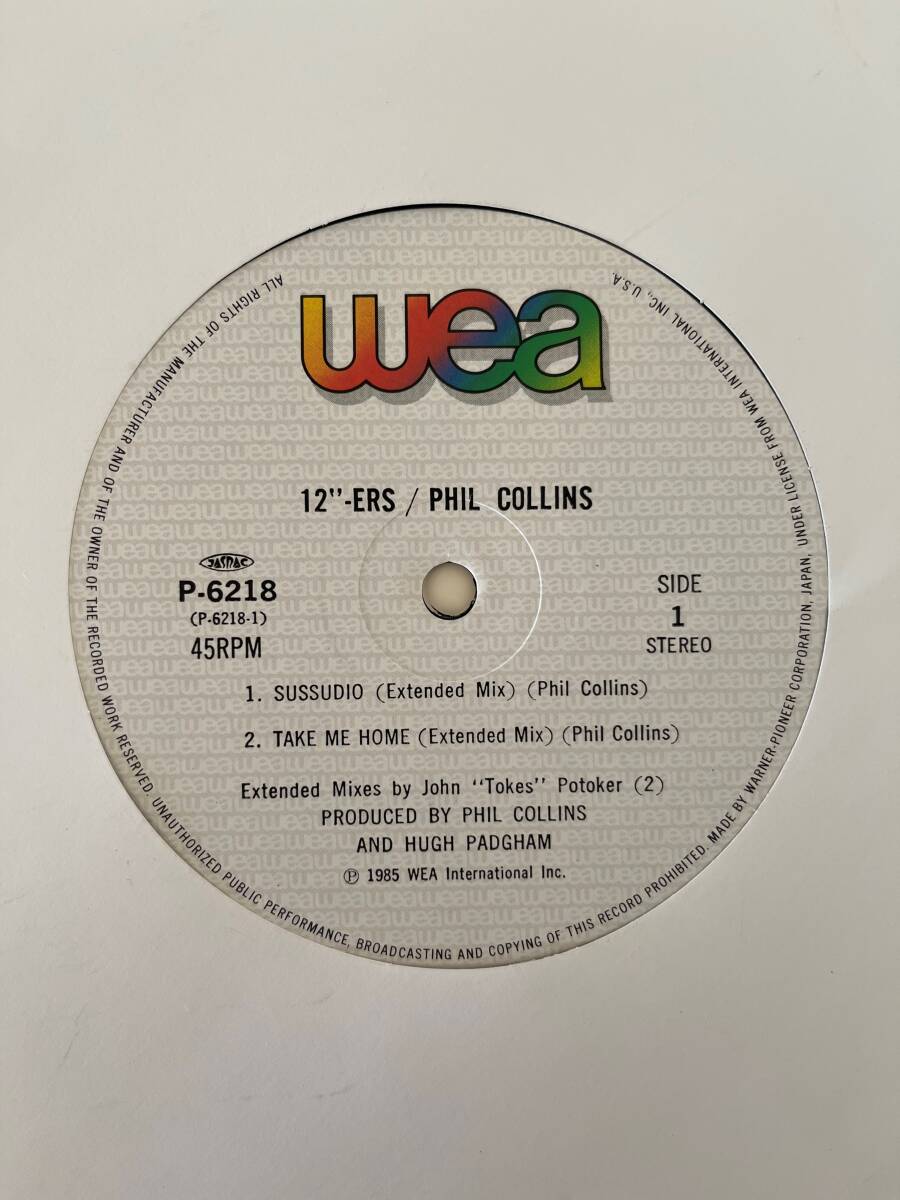 wea
12"-ERS / PHIL COLLINS
JASRAC
P-6218
(P-6218-1)
45RPM
SIDE
1
STEREO
1. SUSSUDIO (Extended Mix) (Phil Collins)
2. TAKE ME HOME (Extended Mix) (Phil Collins)
Extended Mixes by John "Tokes" Potoker (2)
PRODUCED BY PHIL COLLINS
AND HUGH PADGHAM
Ⓟ 1985 WEA International Inc.
ALL RIGHTS OF THE MANUFACTURER AND OF THE OWNER OF THE RECORDED WORK RESERVED. UNAUTHORIZED PUBLIC PERFORMANCE, BROADCASTING AND COPYING OF THIS RECORD PROHIBITED. MADE BY WARNER-PIONEER CORPORATION, JAPAN, UNDER LICENSE FROM WEA INTERNATIONAL INC., U.S.A.